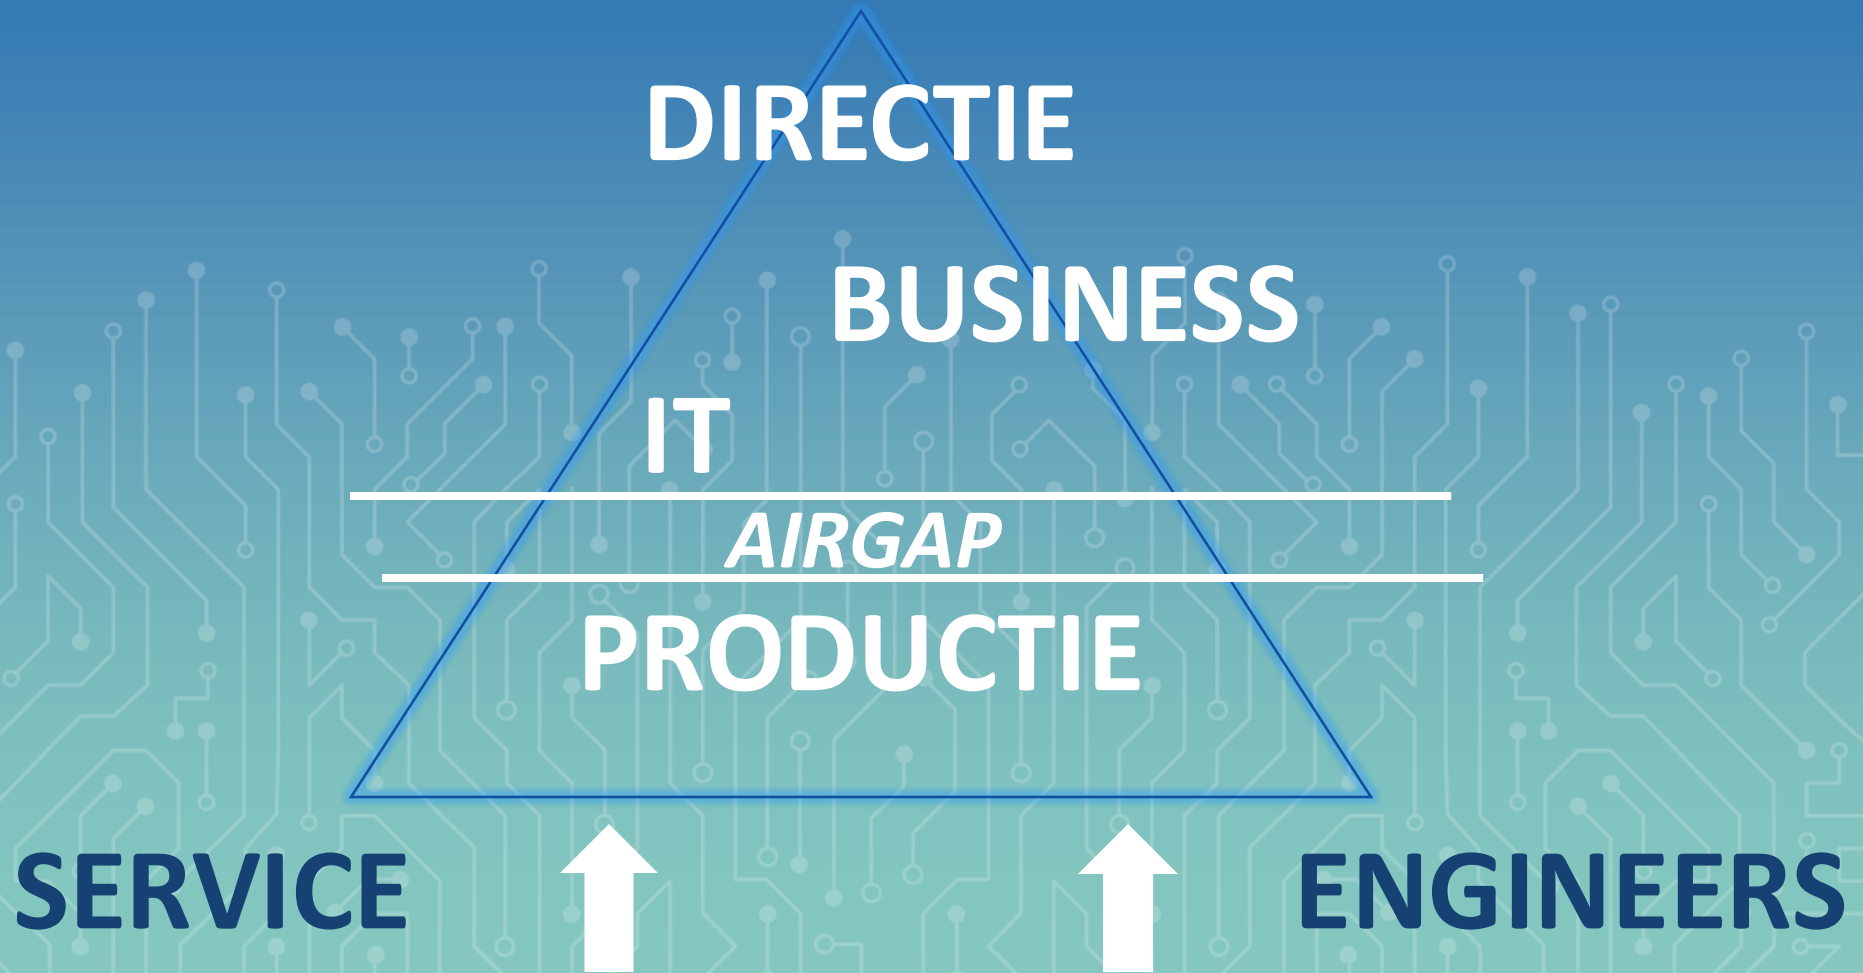 DIRECTIE
BUSINESS
IT
AIRGAP
PRODUCTIE
SERVICE
ENGINEERS